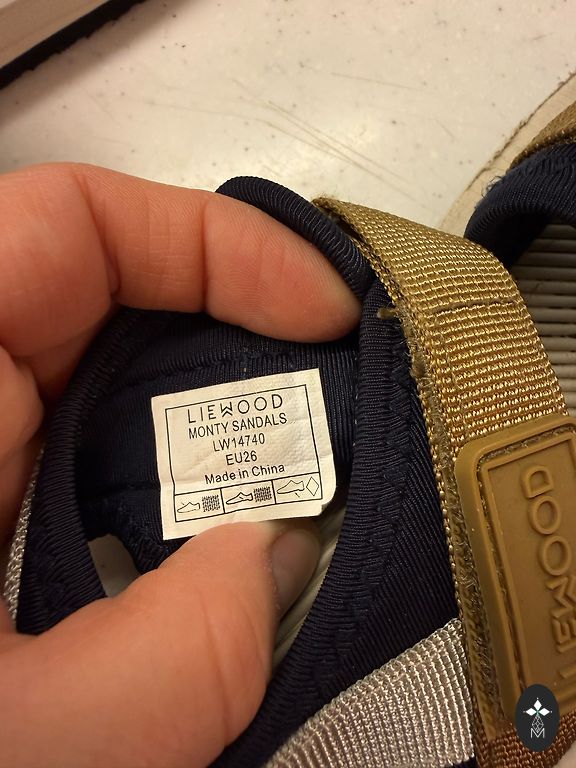 LIEWOOD
MONTY SANDALS
LW14740
EU26
Made in China
LIEWOOD
M